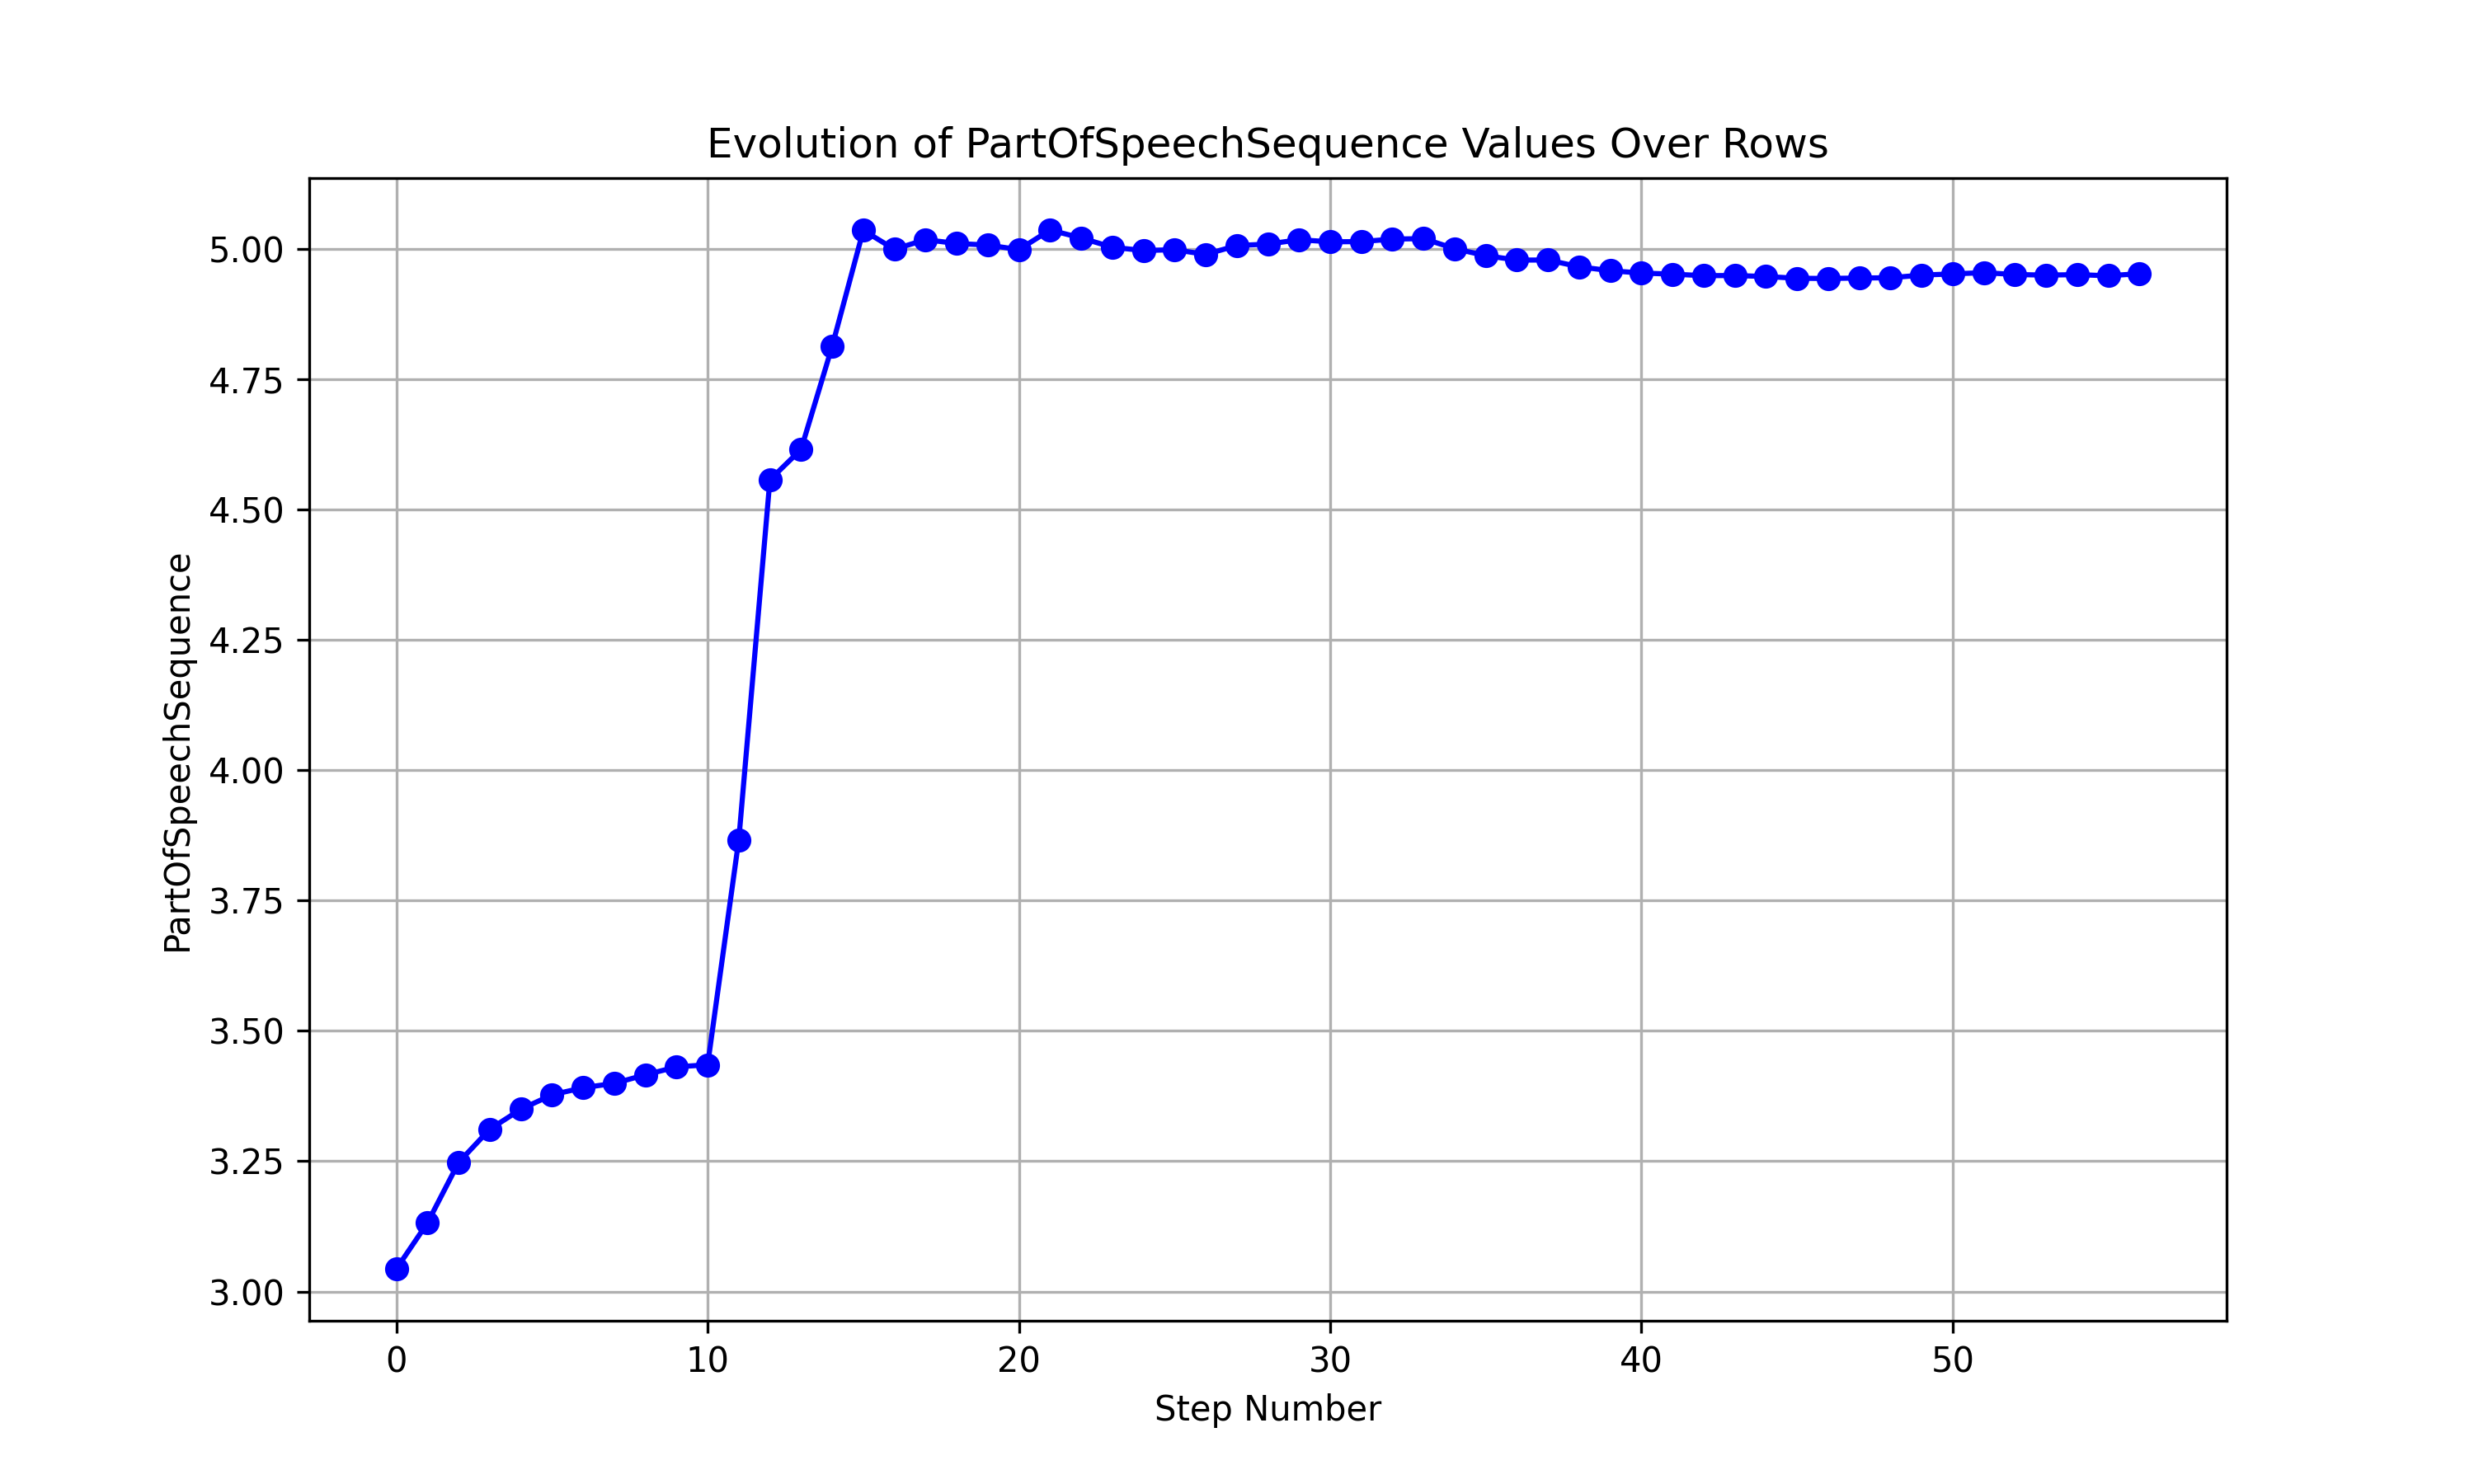 Evolution of PartOfSpeechSequence Values Over Rows
PartOfSpeechSequence
5.00
4.75
4.50
4.25
4.00
3.75
3.50
3.25
3.00
0 10 20 30 40 50
Step Number